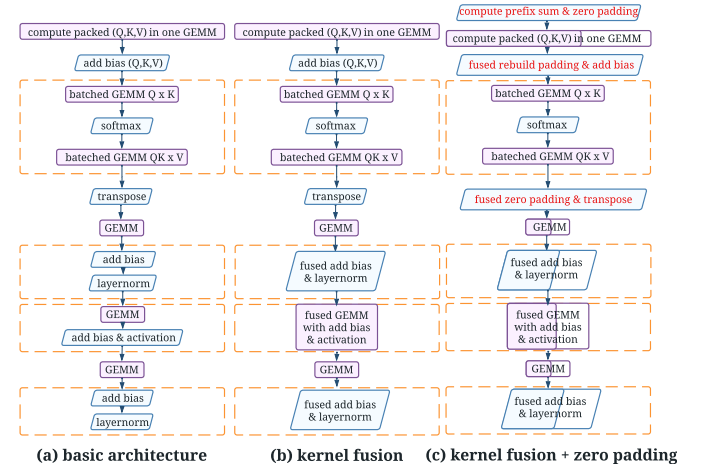 compute packed (Q,K,V) in one GEMM
add bias (Q,K,V)
batched GEMM Q x K
softmax
bateched GEMM QK x V
transpose
GEMM
add bias
layernorm
GEMM
add bias & activation
GEMM
add bias
layernorm
(a) basic architecture
compute packed (Q,K,V) in one GEMM
add bias (Q,K,V)
batched GEMM Q x K
softmax
bateched GEMM QK x V
transpose
GEMM
fused add bias
& layernorm
fused GEMM
with add bias
& activation
GEMM
fused add bias
& layernorm
(b) kernel fusion
compute prefix sum & zero padding
compute packed (Q,K,V) in one GEMM
fused rebuild padding & add bias
batched GEMM Q x K
softmax
bateched GEMM QK x V
fused zero padding & transpose
GEMM
fused add bias
& layernorm
fused GEMM
with add bias
& activation
GEMM
fused add bias
& layernorm
(c) kernel fusion + zero padding